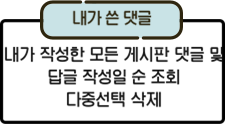 내가 쓴 댓글
내가 작성한 모든 게시판 댓글 및
답글 작성일 순 조회
다중선택 삭제